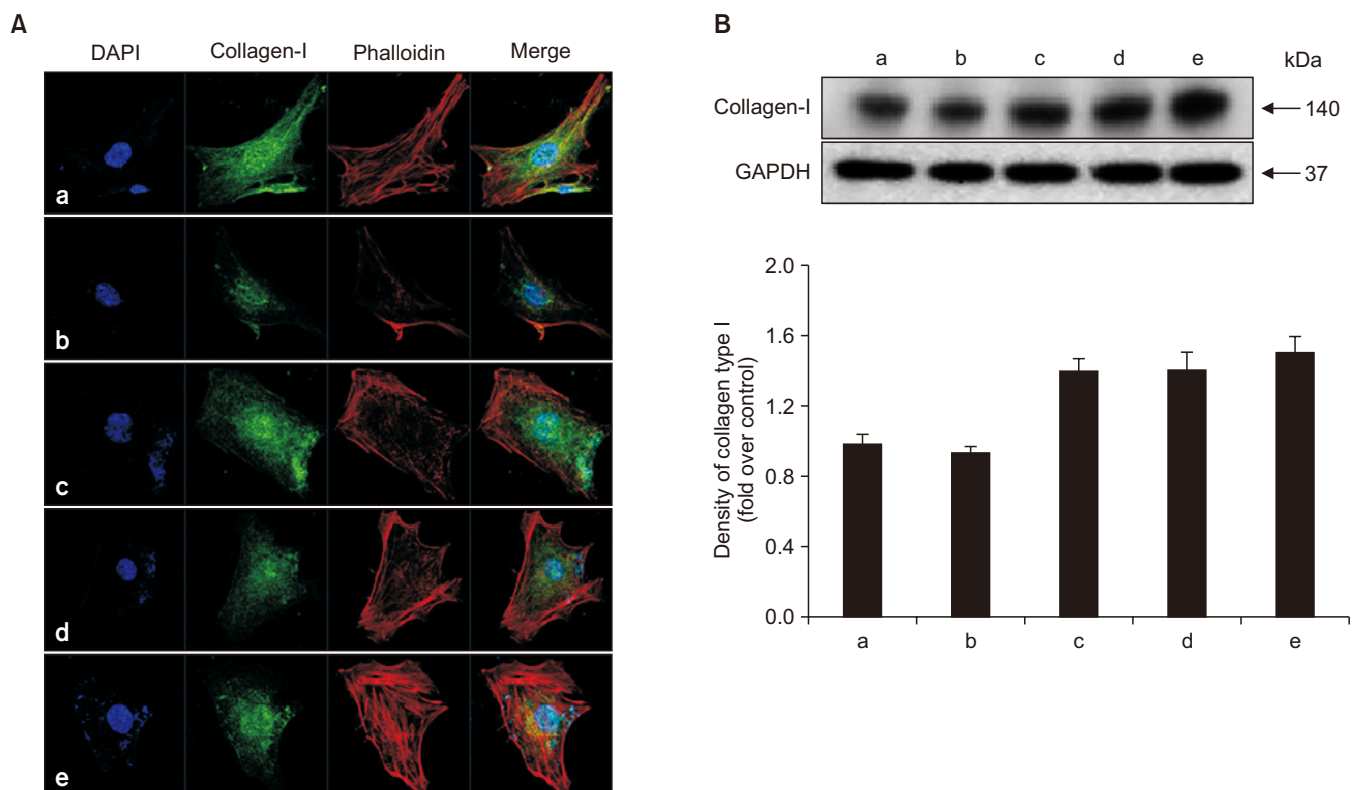 A
DAPI Collagen-I Phalloidin Merge
a
b
c
d
e
B
a b c d e kDa
Collagen-I 140
GAPDH 37
Density of collagen type I
(fold over control)
2.0
1.6
1.2
0.8
0.4
0.0
a b c d e